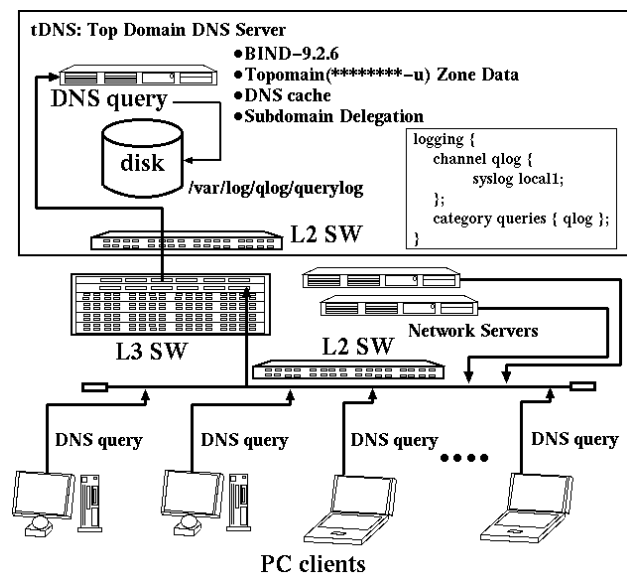 tDNS: Top Domain DNS Server
●BIND-9.2.6
●Topomain(********-u) Zone Data
●DNS cache
●Subdomain Delegation
DNS query
disk
/var/log/qlog/querylog
logging {
channel qlog {
syslog local1;
};
category queries { qlog };
}
L2 SW
L3 SW
Network Servers
L2 SW
DNS query
DNS query
DNS query
DNS query
PC clients